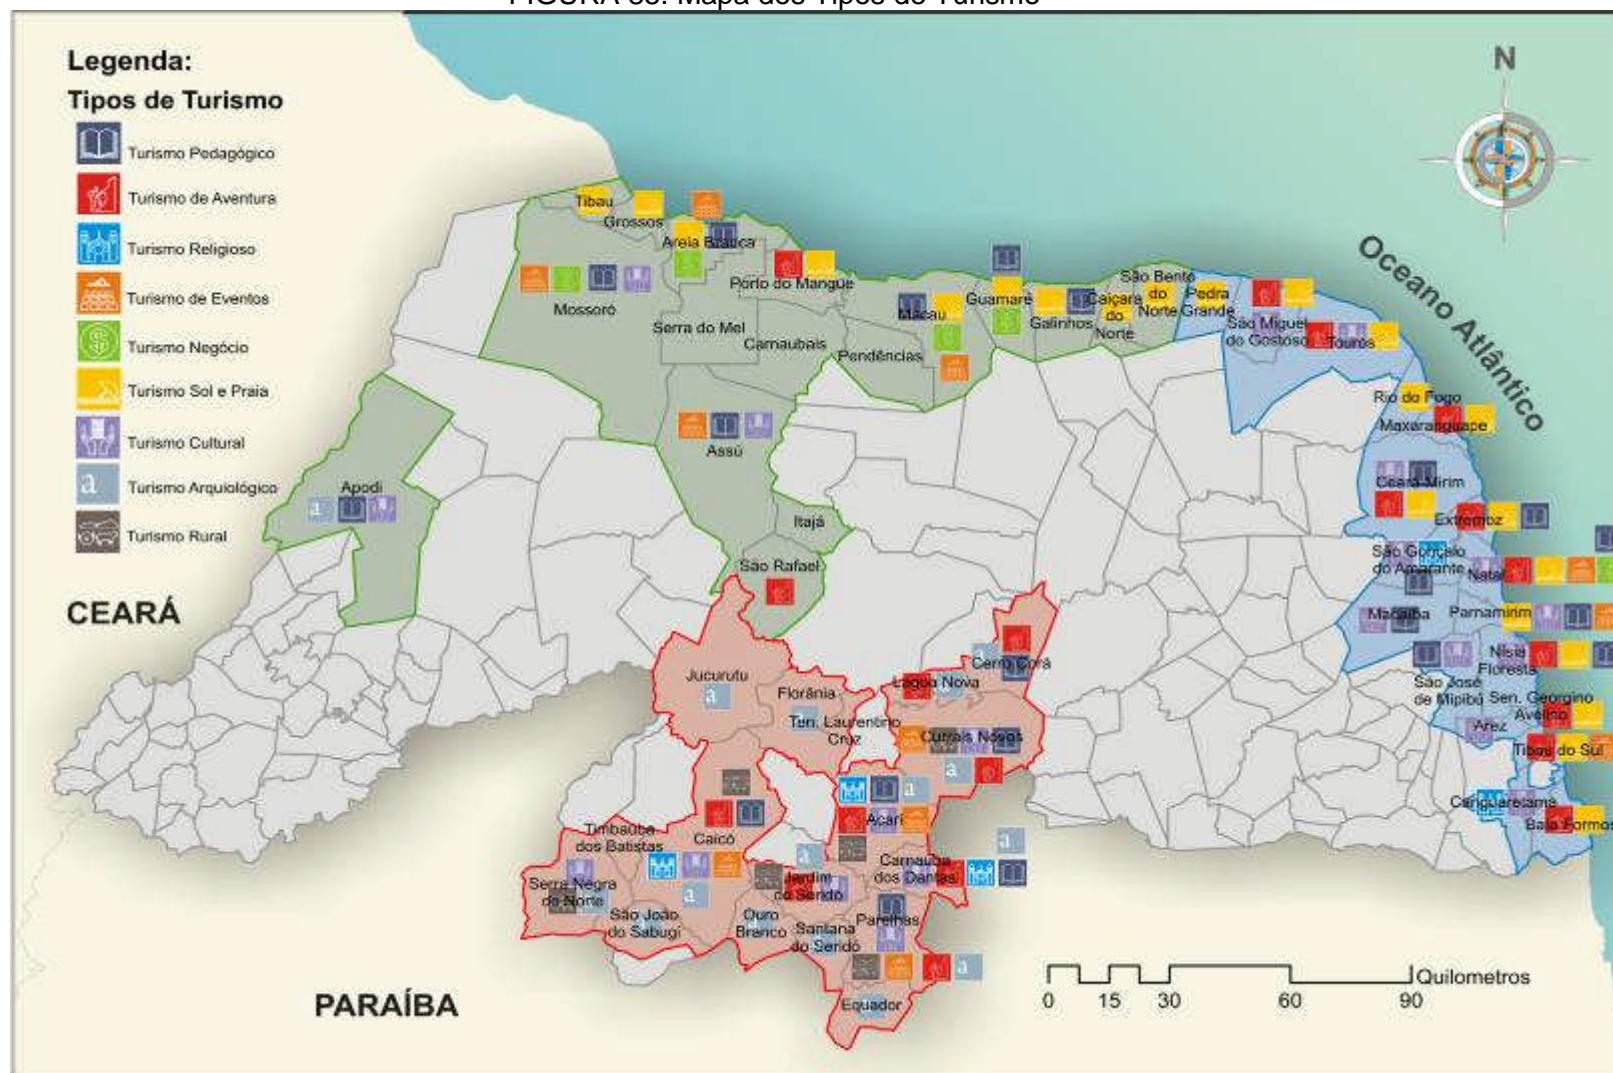 FIGURA 33: Mapa dos Tipos de Turismo
Legenda:
Tipos de Turismo
Turismo Pedagógico
Turismo de Aventura
Turismo Religioso
Turismo de Eventos
Turismo Negócio
Turismo Sol e Praia
Turismo Cultural
a Turismo Arquiológico
Turismo Rural
CEARÁ
PARAÍBA
N
Oceano Atlântico
Tibau
Grossos
Areia Branca
Mossoró
Porto do Mangue
Serra do Mel
Carnaubais
Macau
Pendências
Guamaré
Galinhos
Caiçara
do
Norte
São Bento
do
Norte
Pedra
Grande
São Miguel
do Gostoso
Touros
Rio do Fogo
Maxaranguape
Ceará Mirim
Extremoz
São Gonçalo
do Amarante
Natal
Macaíba
Parnamirim
Nísia
Floresta
São José
de Mipibú
Sen. Georgino
Avelino
Arez
Tibau do Sul
Canguaretama
Baia Formos
Assú
Apodi
Itajá
São Rafael
Jucurutu
Florânia
Ten. Laurentino
Cruz
Cerro Corá
Lagoa Nova
Currais Novos
Acari
Caicó
Timbaúba
dos Batistas
Serra Negra
do Norte
São João
do Sabugi
Jardim
do Seridó
Carnaúba
dos Dantas
Ouro
Branco
Santana
do Seridó
Parelhas
Equador
Quilometros
0 15 30 60 90